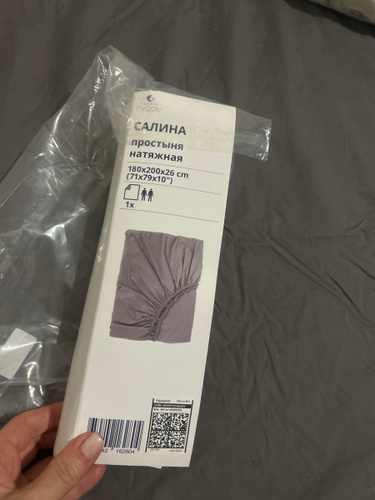 САЛИНА
простыня
натяжная
180x200x26 cm
(71x79x10")
1x
162804